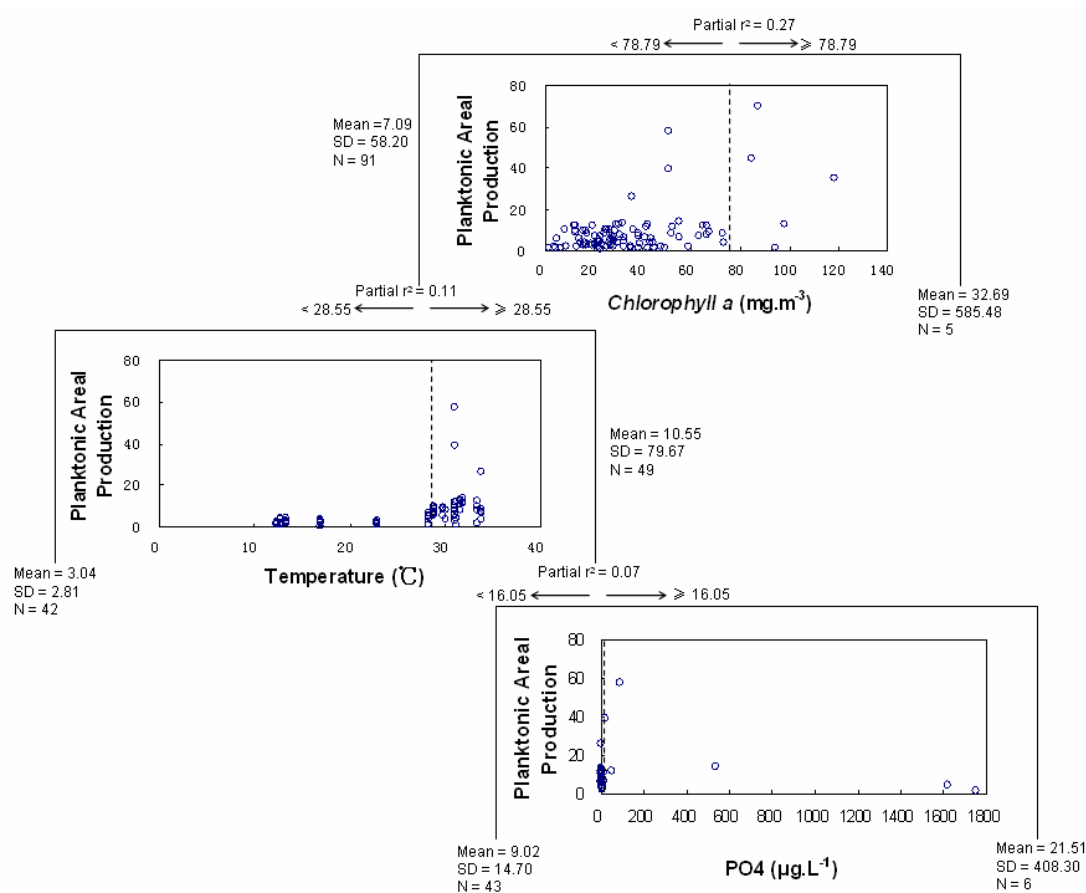 Partial r² = 0.27
< 78.79 ⩾ 78.79
Mean =7.09
SD = 58.20
N = 91
Planktonic Areal
Production
80
60
40
20
0
0 20 40 60 80 100 120 140
Chlorophyll a (mg.m⁻³)
Mean = 32.69
SD = 585.48
N = 5
Partial r² = 0.11
< 28.55 ⩾ 28.55
Planktonic Areal
Production
80
60
40
20
0
0 10 20 30 40
Temperature (℃)
Mean = 3.04
SD = 2.81
N = 42
Mean = 10.55
SD = 79.67
N = 49
Partial r² = 0.07
< 16.05 ⩾ 16.05
Planktonic Areal
Production
80
60
40
20
0
0 200 400 600 800 1000 1200 1400 1600 1800
PO4 (µg.L⁻¹)
Mean = 9.02
SD = 14.70
N = 43
Mean = 21.51
SD = 408.30
N = 6